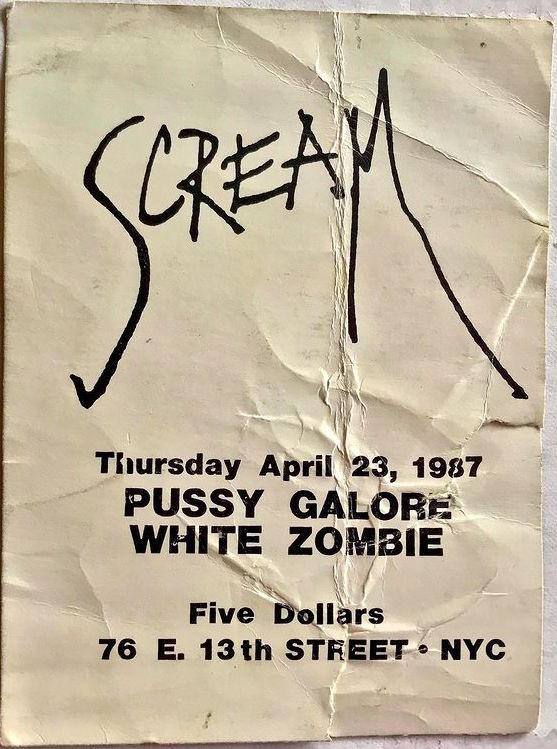 SCREAM
Thursday April 23, 1987
PUSSY GALORE
WHITE ZOMBIE
Five Dollars
76 E. 13th STREET • NYC